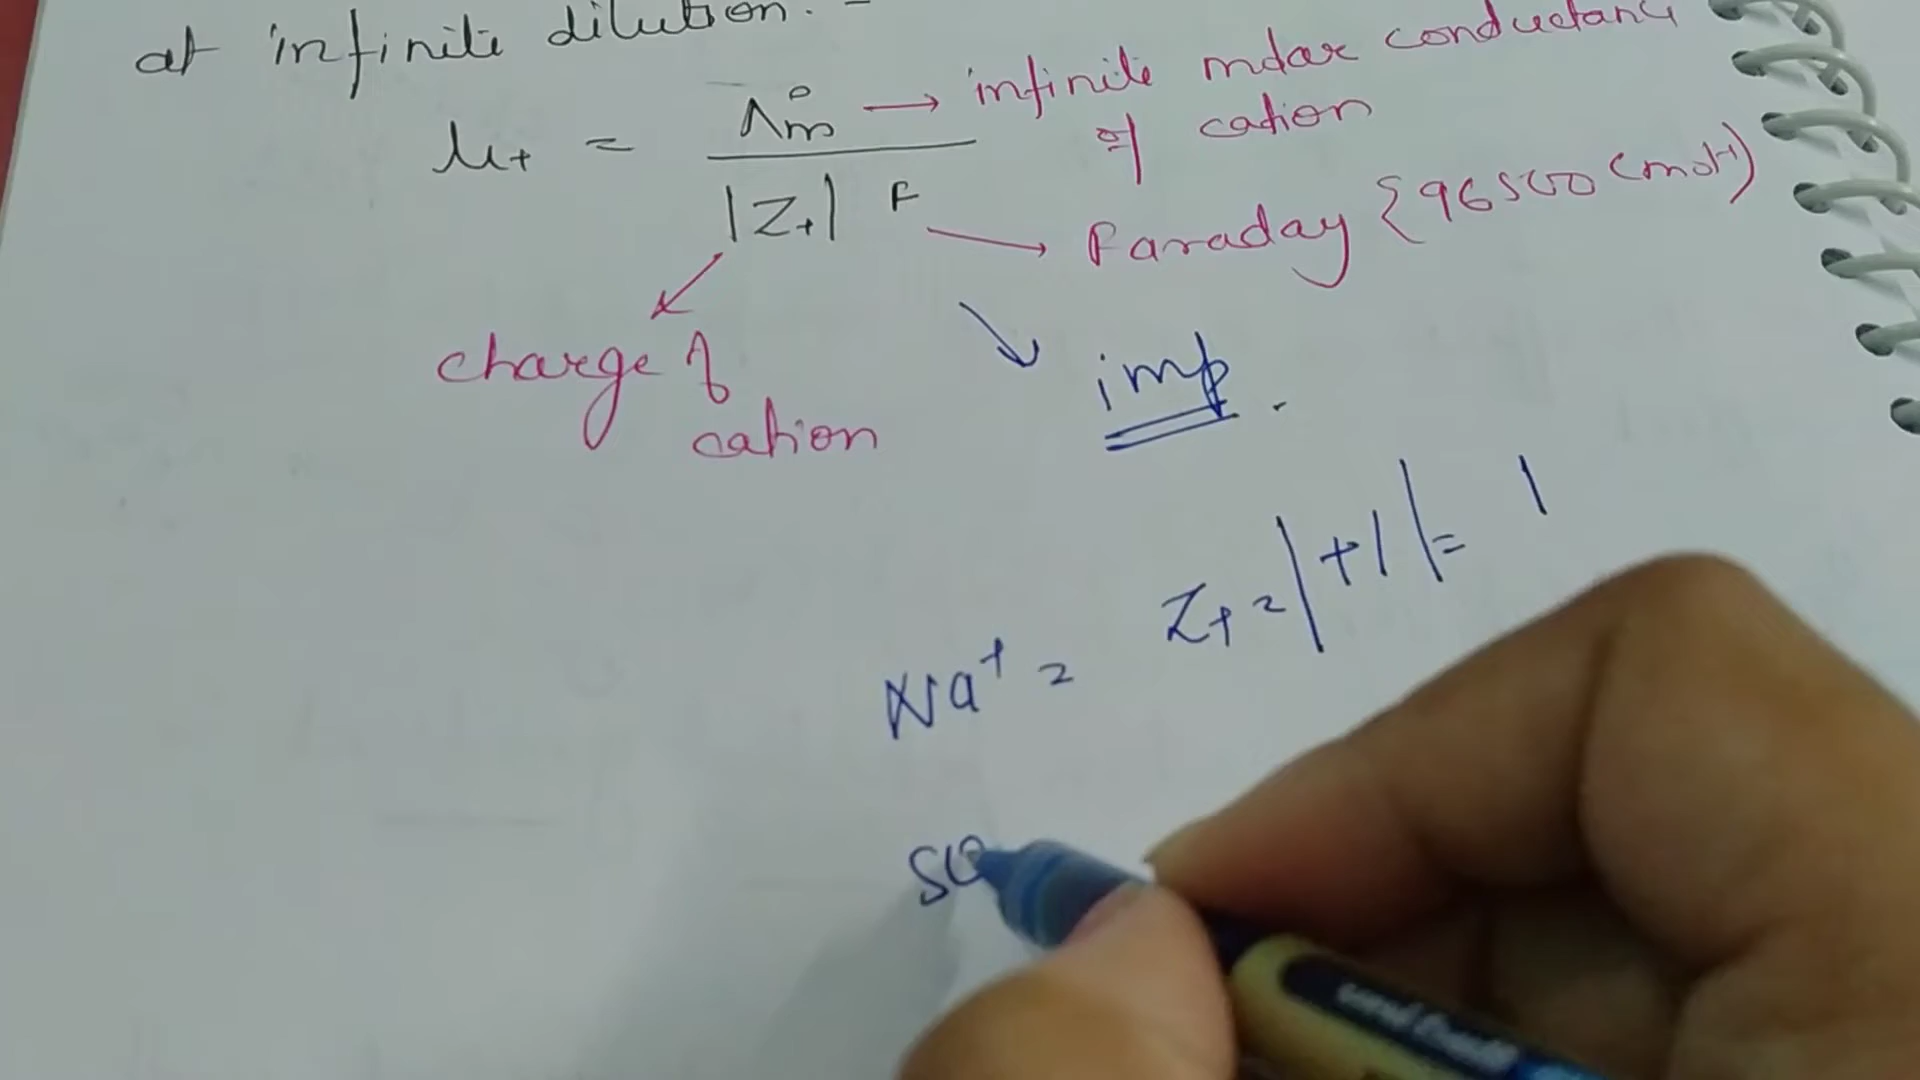 at infinite dilution. -
μ+ = Λ°m / |Z+| F
→ infinite molar conductance
of cation
→ Faraday {96500 C mol-1)
charge of
cation
imp.
Na+ = Z+ = |+1| = 1
SO